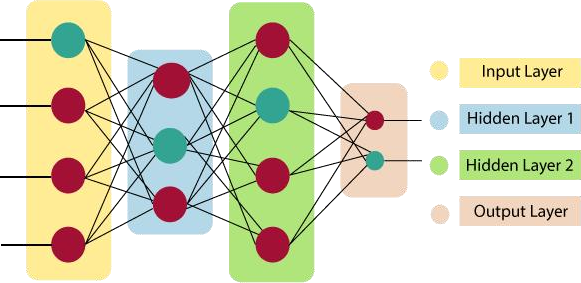 Input Layer
Hidden Layer 1
Hidden Layer 2
Output Layer